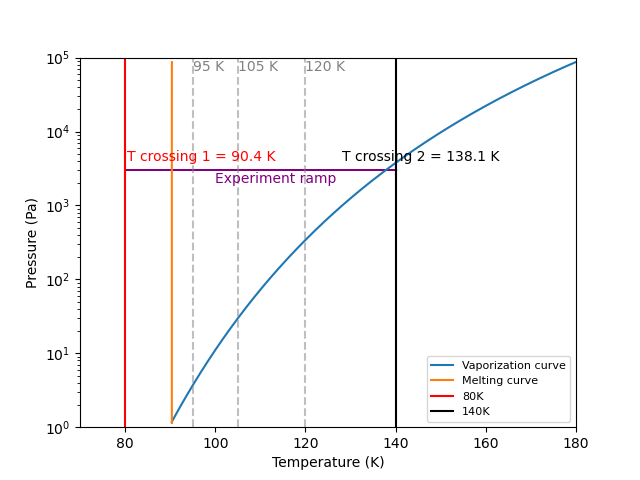 95 K
105 K
120 K
T crossing 1 = 90.4 K
T crossing 2 = 138.1 K
Experiment ramp
Pressure (Pa)
10^5
10^4
10^3
10^2
10^1
10^0
Vaporization curve
Melting curve
80K
140K
80
100
120
140
160
180
Temperature (K)